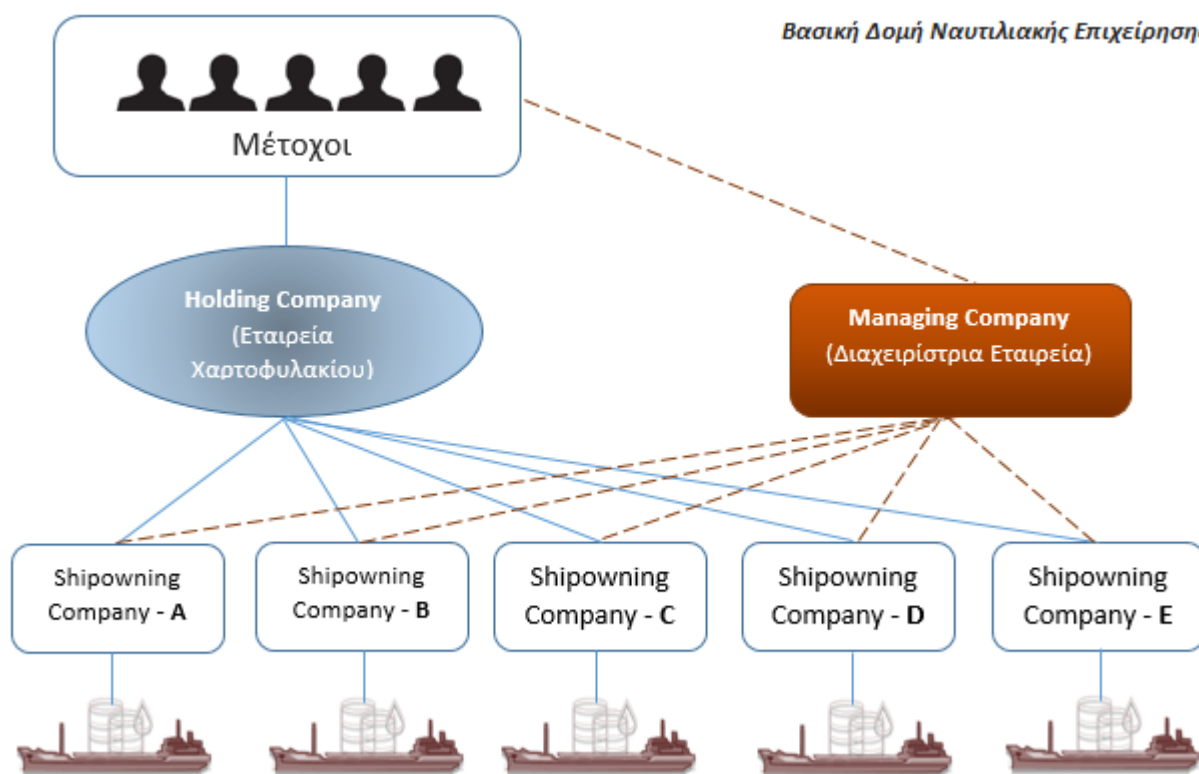 Βασική Δομή Ναυτιλιακής Επιχείρησης
Μέτοχοι
Holding Company
(Εταιρεία
Χαρτοφυλακίου)
Managing Company
(Διαχειρίστρια Εταιρεία)
Shipowning
Company - A
Shipowning
Company - B
Shipowning
Company - C
Shipowning
Company - D
Shipowning
Company - E